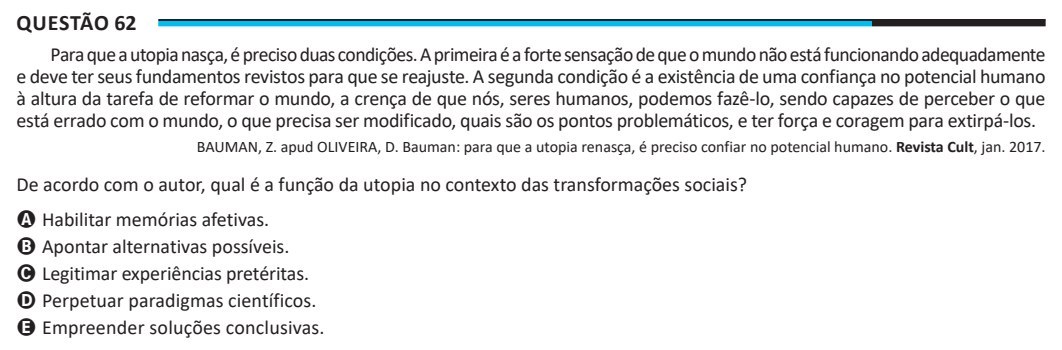 QUESTÃO 62
Para que a utopia nasça, é preciso duas condições. A primeira é a forte sensação de que o mundo não está funcionando adequadamente
e deve ter seus fundamentos revistos para que se reajuste. A segunda condição é a existência de uma confiança no potencial humano
à altura da tarefa de reformar o mundo, a crença de que nós, seres humanos, podemos fazê-lo, sendo capazes de perceber o que
está errado com o mundo, o que precisa ser modificado, quais são os pontos problemáticos, e ter força e coragem para extirpá-los.
BAUMAN, Z. apud OLIVEIRA, D. Bauman: para que a utopia renasça, é preciso confiar no potencial humano. Revista Cult, jan. 2017.
De acordo com o autor, qual é a função da utopia no contexto das transformações sociais?
A Habilitar memórias afetivas.
B Apontar alternativas possíveis.
C Legitimar experiências pretéritas.
D Perpetuar paradigmas científicos.
E Empreender soluções conclusivas.